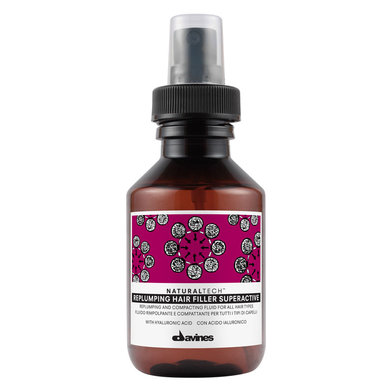 NATURALTECH™
REPLUMPING HAIR FILLER SUPERACTIVE
REPLUMPING AND COMPACTING FLUID FOR ALL HAIR TYPES
FLUIDO RIMPOLPANTE E COMPATTANTE PER TUTTI I TIPI DI CAPELLI
WITH HYALURONIC ACID CON ACIDO IALURONICO
davines